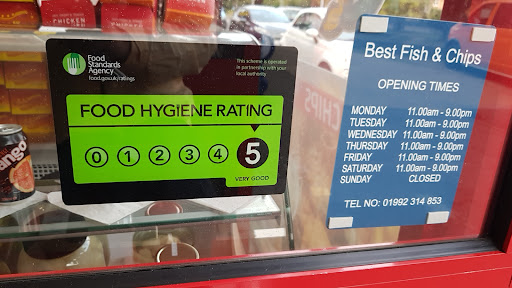 CHICKEN
Food
Standards
Agency
food.gov.uk/ratings
This scheme is operated
in partnership with your
local authority
FOOD HYGIENE RATING
0 1 2 3 4 5
VERY GOOD
ango
CHIPS
Best Fish & Chips
OPENING TIMES
MONDAY 11.00am - 9.00pm
TUESDAY 11.00am - 9.00pm
WEDNESDAY 11.00am - 9.00pm
THURSDAY 11.00am - 9.00pm
FRIDAY 11.00am - 9.00pm
SATURDAY 11.00am - 9.00pm
SUNDAY CLOSED
TEL NO: 01992 314 853